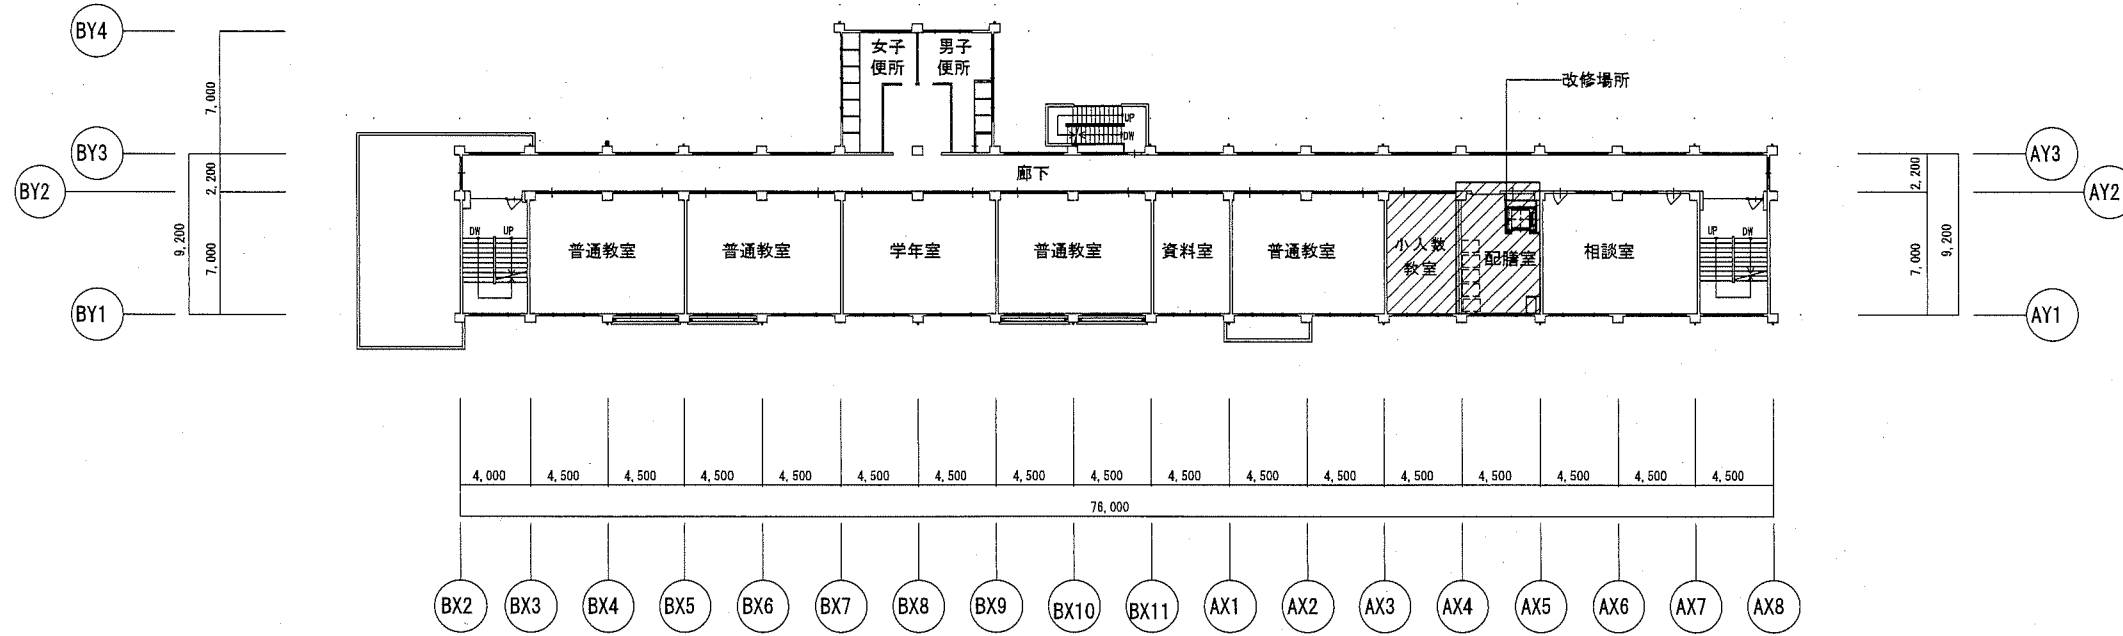 BY4
女子
便所
男子
便所
改修場所
7,000
UP
DW
BY3
AY3
廊下
2,200
2,200
BY2
AY2
9,200
7,000
DW UP
普通教室
普通教室
学年室
普通教室
資料室
普通教室
小人数
教室
配膳室
相談室
UP DW
7,000
9,200
BY1
AY1
4,000 4,500 4,500 4,500 4,500 4,500 4,500 4,500 4,500 4,500 4,500 4,500 4,500 4,500 4,500 4,500 4,500
76,000
BX2 BX3 BX4 BX5 BX6 BX7 BX8 BX9 BX10 BX11 AX1 AX2 AX3 AX4 AX5 AX6 AX7 AX8